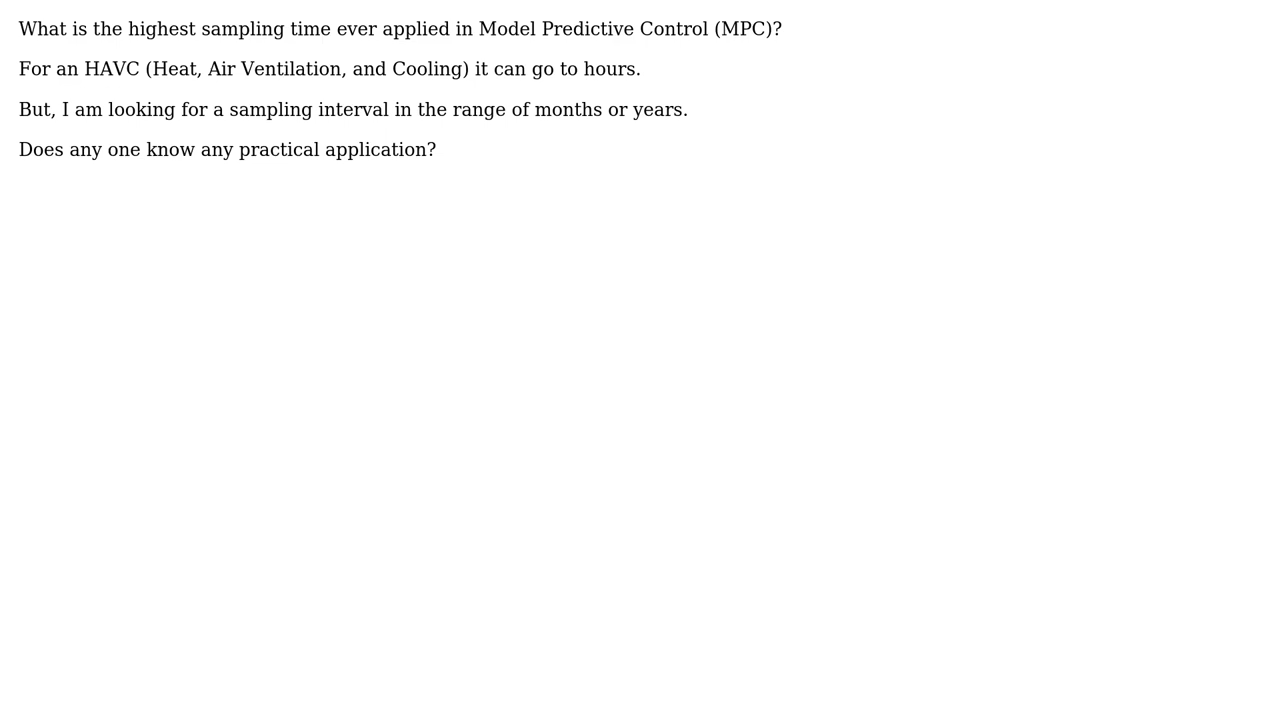 What is the highest sampling time ever applied in Model Predictive Control (MPC)?
For an HAVC (Heat, Air Ventilation, and Cooling) it can go to hours.
But, I am looking for a sampling interval in the range of months or years.
Does any one know any practical application?